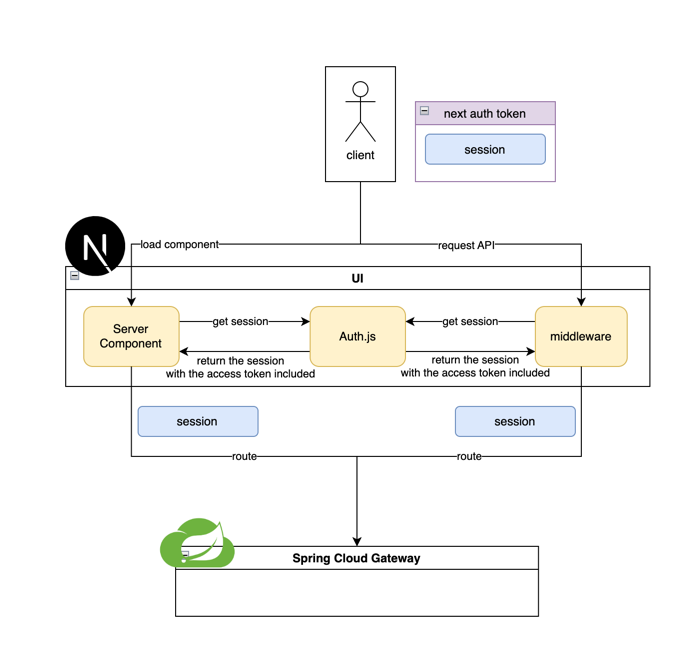 client
next auth token
session
load component
request API
UI
Server
Component
get session
Auth.js
get session
middleware
return the session
with the access token included
return the session
with the access token included
session
session
route
route
Spring Cloud Gateway